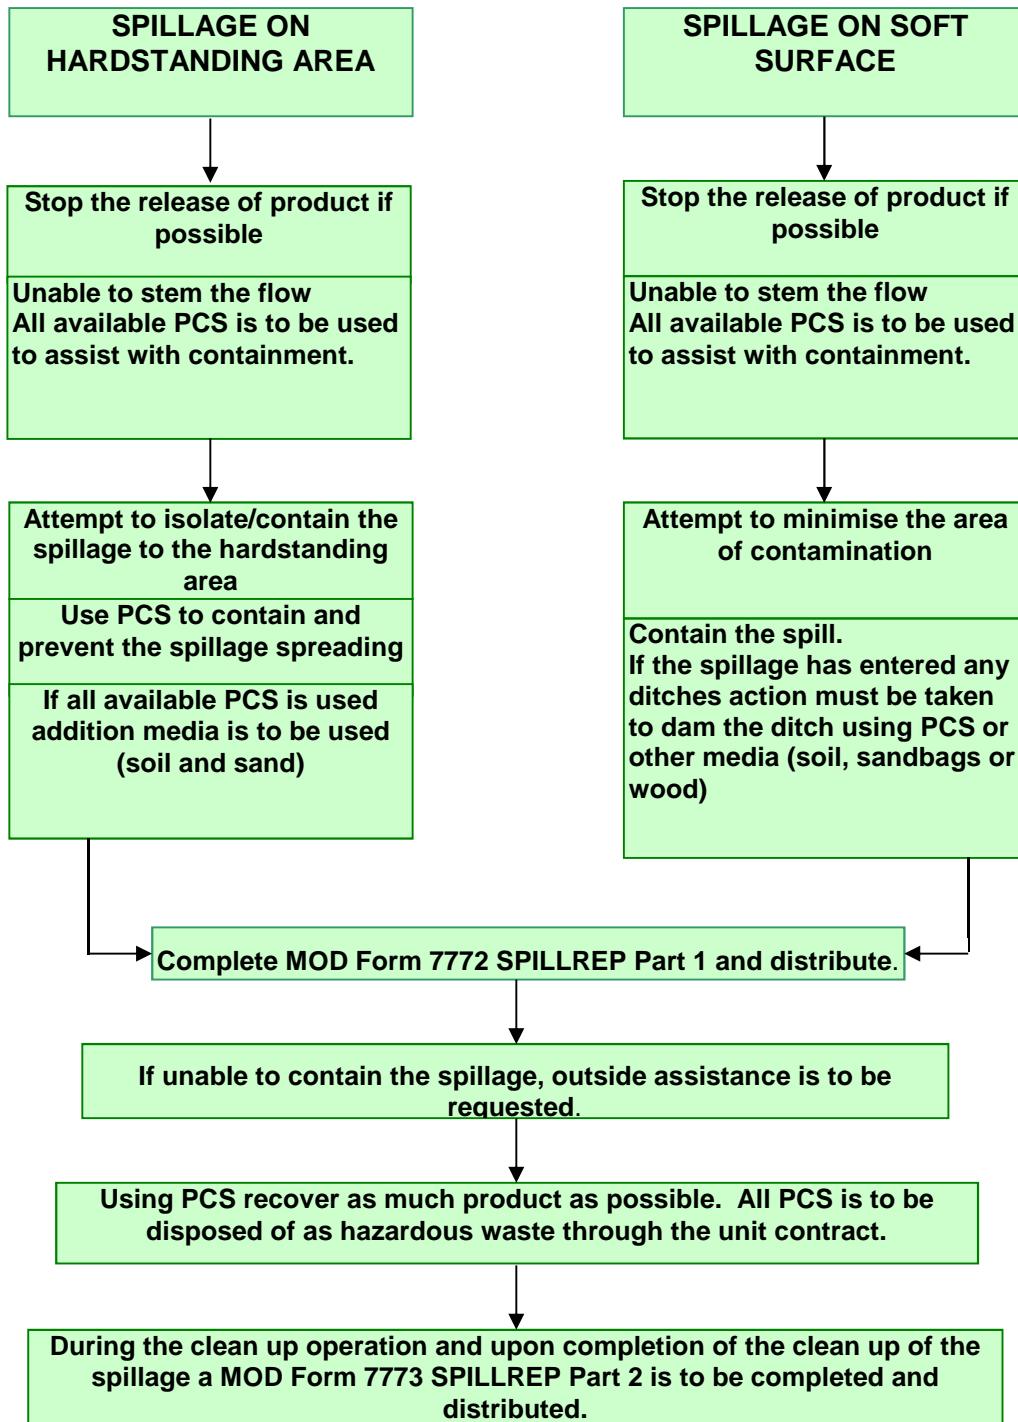 SPILLAGE ON
HARDSTANDING AREA
Stop the release of product if
possible
Unable to stem the flow
All available PCS is to be used
to assist with containment.
Attempt to isolate/contain the
spillage to the hardstanding
area
Use PCS to contain and
prevent the spillage spreading
If all available PCS is used
addition media is to be used
(soil and sand)
SPILLAGE ON SOFT
SURFACE
Stop the release of product if
possible
Unable to stem the flow
All available PCS is to be used
to assist with containment.
Attempt to minimise the area
of contamination
Contain the spill.
If the spillage has entered any
ditches action must be taken
to dam the ditch using PCS or
other media (soil, sandbags or
wood)
Complete MOD Form 7772 SPILLREP Part 1 and distribute.
If unable to contain the spillage, outside assistance is to be
requested.
Using PCS recover as much product as possible.  All PCS is to be
disposed of as hazardous waste through the unit contract.
During the clean up operation and upon completion of the clean up of the
spillage a MOD Form 7773 SPILLREP Part 2 is to be completed and
distributed.